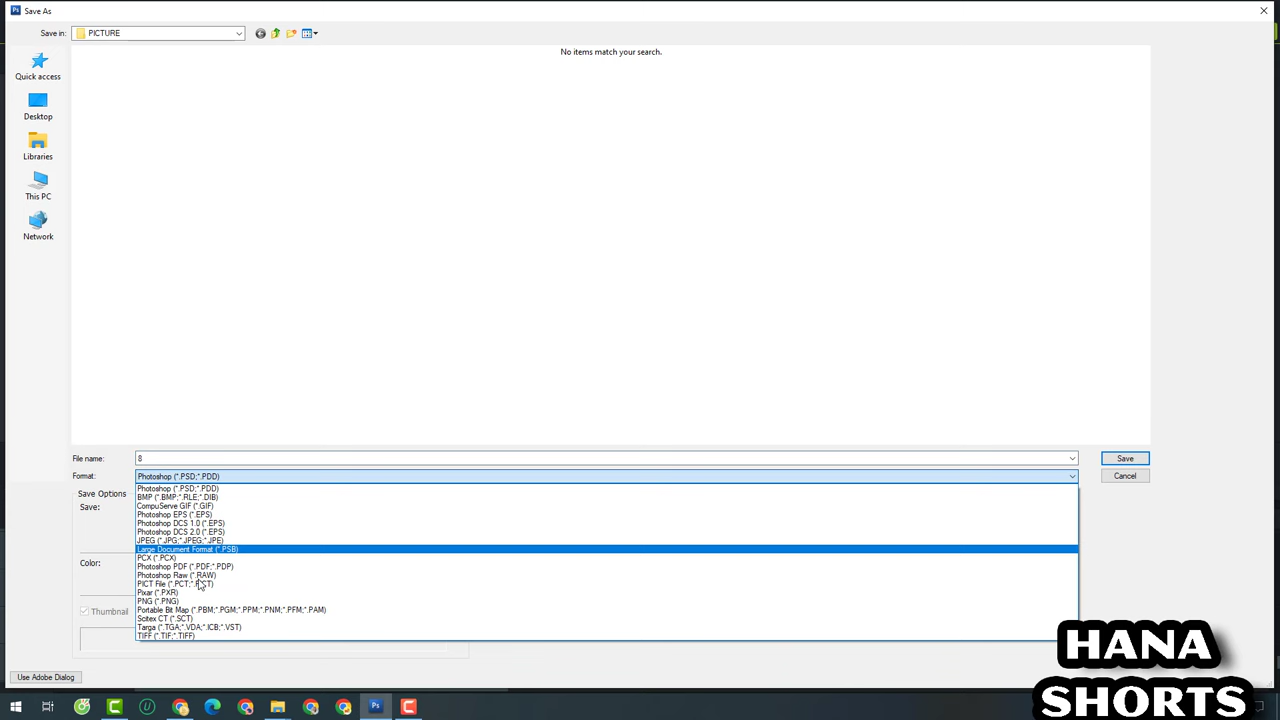 Save As
Save in:
PICTURE
No items match your search.
Quick access
Desktop
Libraries
This PC
Network
File name:
8
Save
Format:
Photoshop (*.PSD;*.PDD)
Cancel
Save Options
Save:
Color:
Thumbnail
Photoshop (*.PSD;*.PDD)
BMP (*.BMP;*.RLE;*.DIB)
CompuServe GIF (*.GIF)
Photoshop EPS (*.EPS)
Photoshop DCS 1.0 (*.EPS)
Photoshop DCS 2.0 (*.EPS)
JPEG (*.JPG;*.JPEG;*.JPE)
Large Document Format (*.PSB)
PCX (*.PCX)
Photoshop PDF (*.PDF;*.PDP)
Photoshop Raw (*.RAW)
PICT File (*.PCT;*.PICT)
Pixar (*.PXR)
PNG (*.PNG)
Portable Bit Map (*.PBM;*.PGM;*.PPM;*.PNM;*.PFM;*.PAM)
Scitex CT (*.SCT)
Targa (*.TGA;*.VDA;*.ICB;*.VST)
TIFF (*.TIF;*.TIFF)
Use Adobe Dialog
HANA
SHORTS